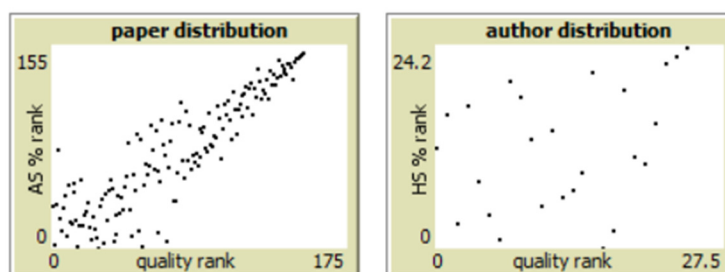 paper distribution
155
AS % rank
0
0 quality rank 175
author distribution
24.2
HS % rank
0
0 quality rank 27.5